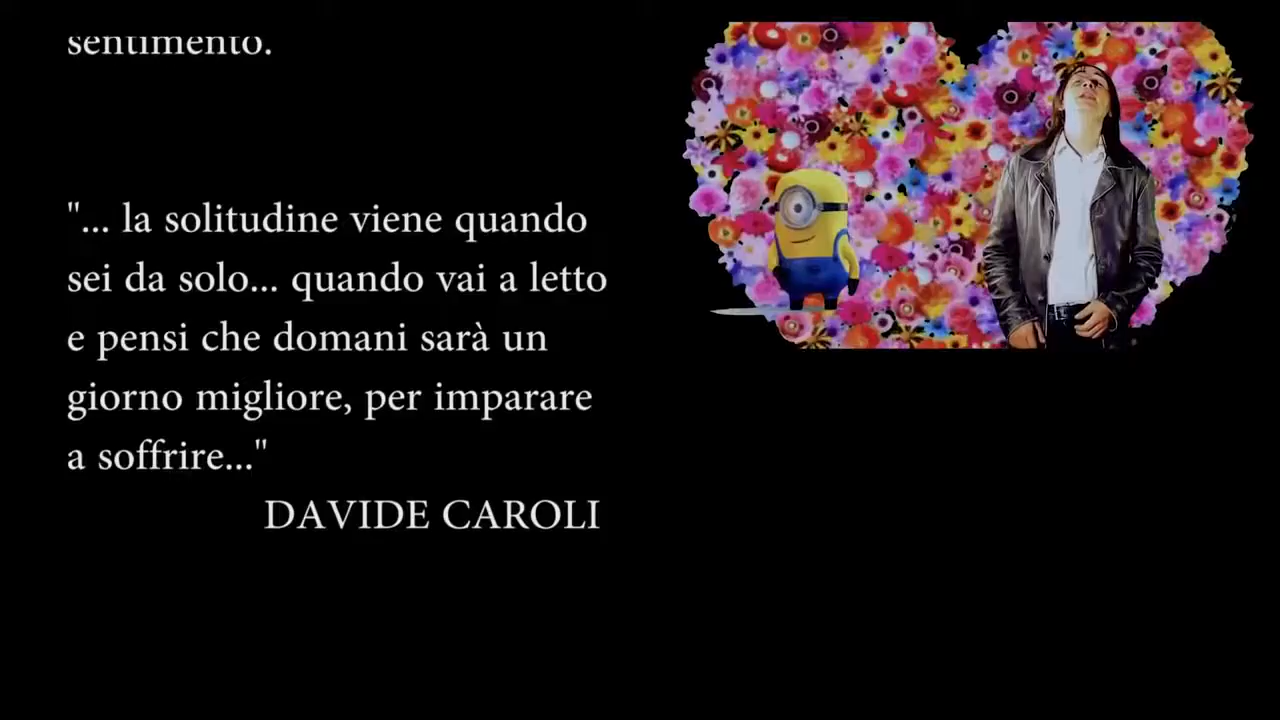 sentimento.
"... la solitudine viene quando
sei da solo... quando vai a letto
e pensi che domani sarà un
giorno migliore, per imparare
a soffrire..."
DAVIDE CAROLI